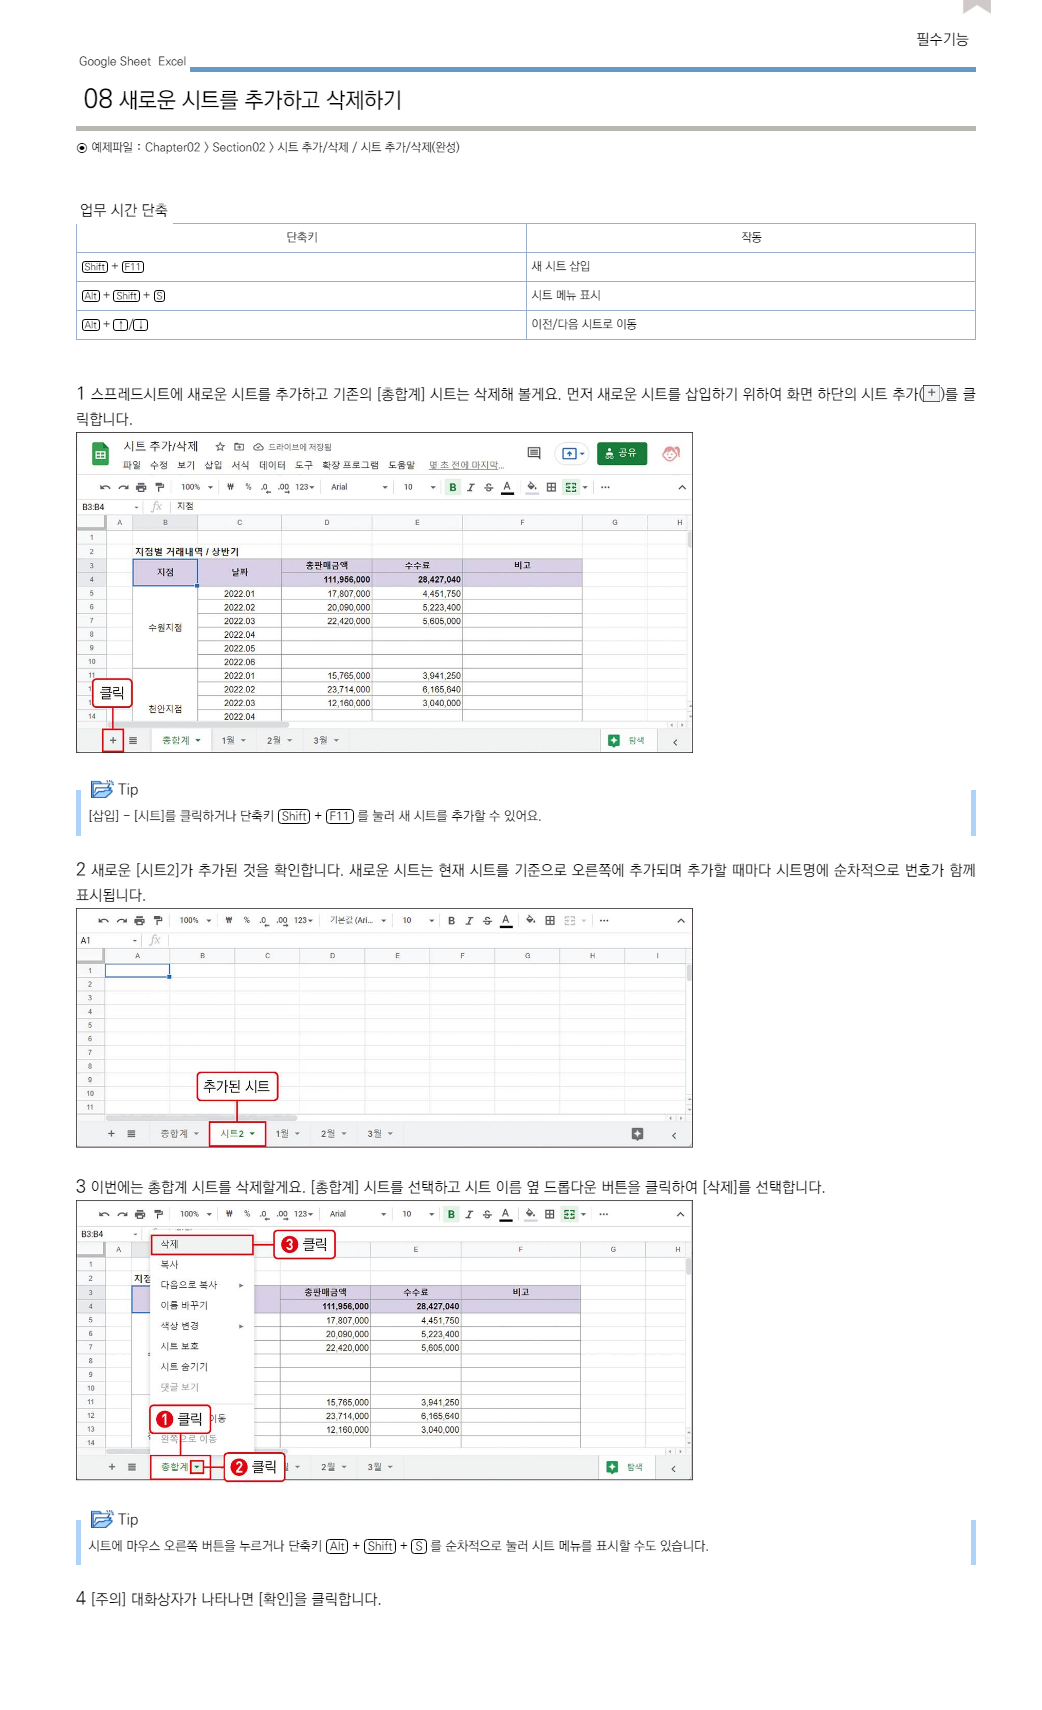 필수기능
Google Sheet Excel
08 새로운 시트를 추가하고 삭제하기
예제파일 : Chapter02 > Section02 > 시트 추가/삭제 / 시트 추가/삭제(완성)
업무 시간 단축
단축키 작동
Shift + F11 새 시트 삽입
Alt + Shift + S 시트 메뉴 표시
Alt + ↑/↓ 이전/다음 시트로 이동
1 스프레드시트에 새로운 시트를 추가하고 기존의 [총합계] 시트는 삭제해 볼게요. 먼저 새로운 시트를 삽입하기 위하여 화면 하단의 시트 추가(+)를 클
릭합니다.
시트 추가/삭제 드라이브에 저장됨
파일 수정 보기 삽입 서식 데이터 도구 확장 프로그램 도움말 몇 초 전에 마지막...
공유
100% ₩ % .0 .00 123 Arial 10 B I S A ...
B3:B4 fx 지점
A B C D E F G H
1
2 지점별 거래내역 / 상반기
3 지점 날짜 총판매금액 수수료 비고
4 111,956,000 28,427,040
5 2022.01 17,807,000 4,451,750
6 2022.02 20,090,000 5,223,400
7 수원지점 2022.03 22,420,000 5,605,000
8 2022.04
9 2022.05
10 2022.06
11 2022.01 15,765,000 3,941,250
2022.02 23,714,000 6,165,640
천안지점 2022.03 12,160,000 3,040,000
14 2022.04
클릭
+ 총합계 1월 2월 3월 탐색
Tip
[삽입] - [시트]를 클릭하거나 단축키 Shift + F11 를 눌러 새 시트를 추가할 수 있어요.
2 새로운 [시트2]가 추가된 것을 확인합니다. 새로운 시트는 현재 시트를 기준으로 오른쪽에 추가되며 추가할 때마다 시트명에 순차적으로 번호가 함께
표시됩니다.
100% ₩ % .0 .00 123 기본값 (Ari... 10 B I S A ...
A1 fx
A B C D E F G H I
1
2
3
4
5
6
7
8
9
10
11
추가된 시트
+ 총합계 시트2 1월 2월 3월
3 이번에는 총합계 시트를 삭제할게요. [총합계] 시트를 선택하고 시트 이름 옆 드롭다운 버튼을 클릭하여 [삭제]를 선택합니다.
100% ₩ % .0 .00 123 Arial 10 B I S A ...
B3:B4
A E F G H
삭제
3 클릭
복사
다음으로 복사
이름 바꾸기
색상 변경
시트 보호
시트 숨기기
댓글 보기
이동
왼쪽으로 이동
1
2 지점
3 총판매금액 수수료 비고
4 111,956,000 28,427,040
5 17,807,000 4,451,750
6 20,090,000 5,223,400
7 22,420,000 5,605,000
8
9
10
11 15,765,000 3,941,250
12 23,714,000 6,165,640
13 12,160,000 3,040,000
14
1 클릭
+ 총합계 2 클릭 2월 3월 탐색
Tip
시트에 마우스 오른쪽 버튼을 누르거나 단축키 Alt + Shift + S 를 순차적으로 눌러 시트 메뉴를 표시할 수도 있습니다.
4 [주의] 대화상자가 나타나면 [확인]을 클릭합니다.